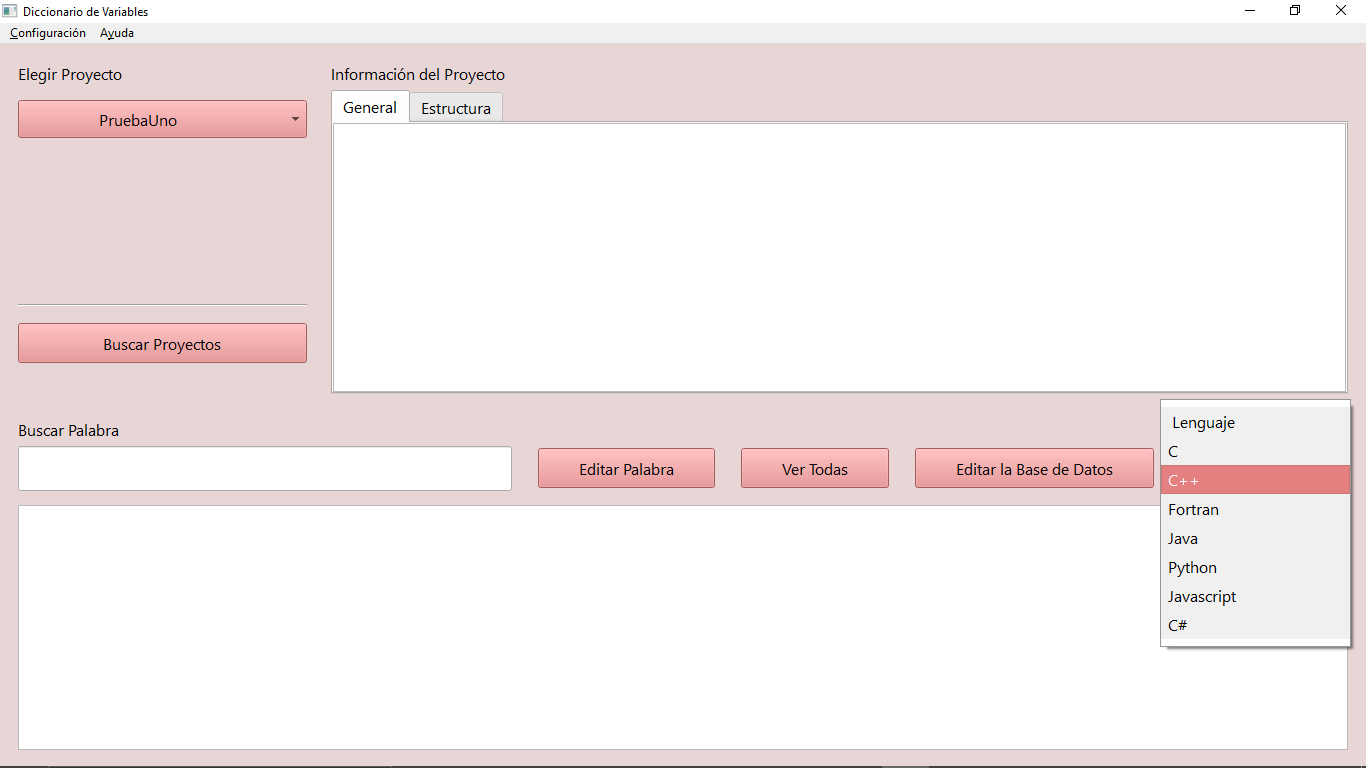 Diccionario de Variables
Configuración Ayuda
Elegir Proyecto
PruebaUno
Información del Proyecto
General Estructura
Buscar Proyectos
Buscar Palabra
Editar Palabra
Ver Todas
Editar la Base de Datos
Lenguaje
C
C++
Fortran
Java
Python
Javascript
C#